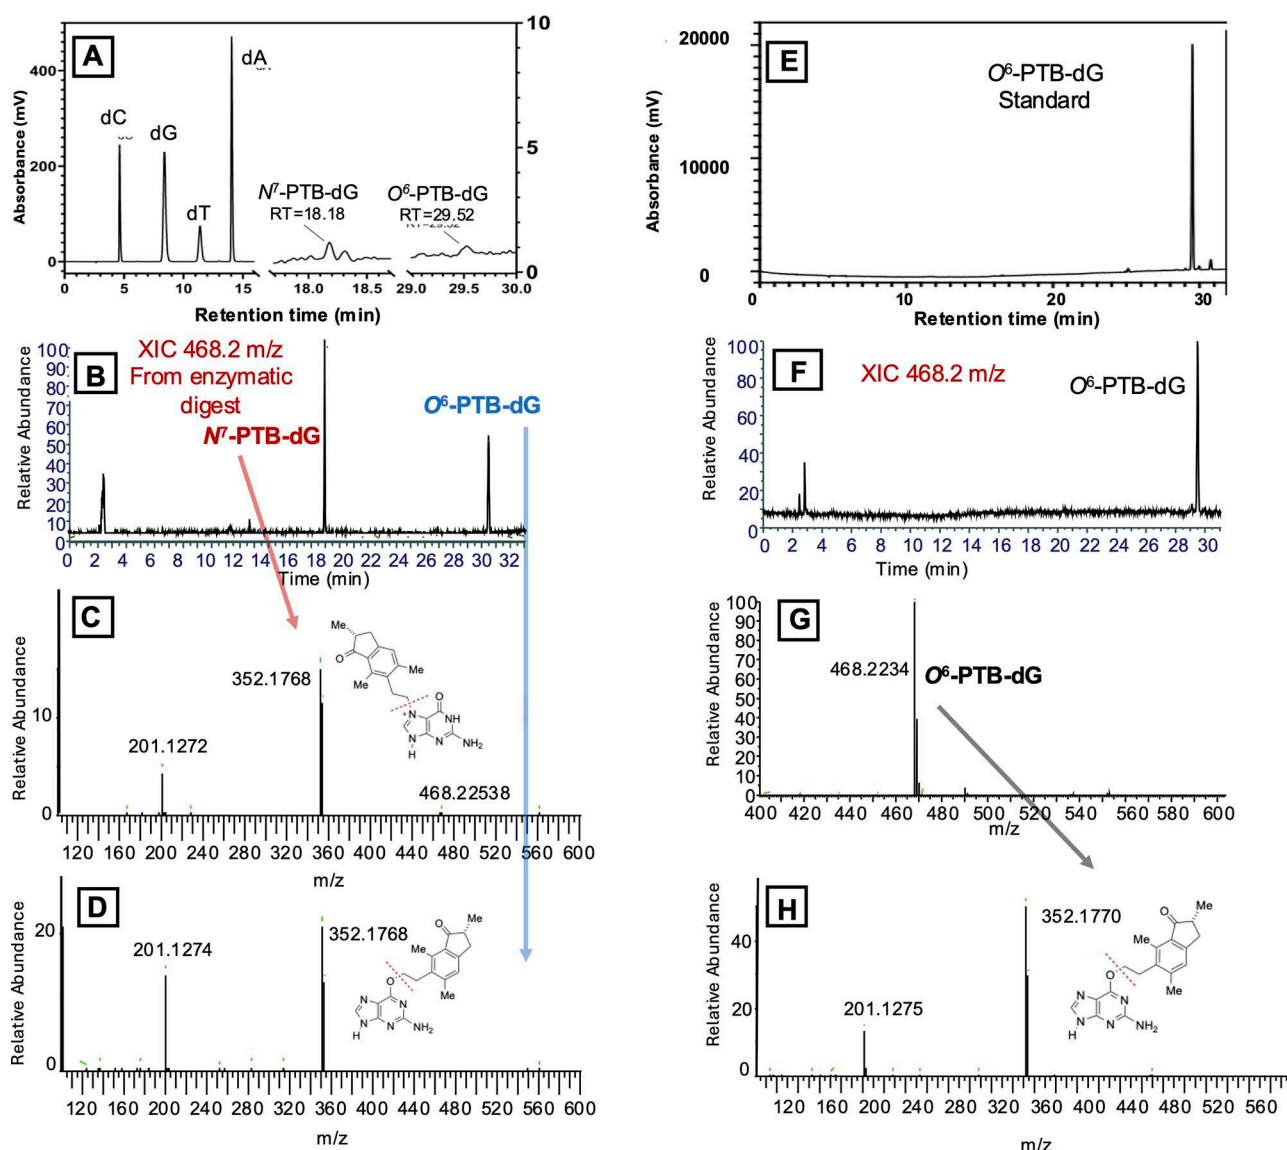 A
10
400
dA
dC
dG
5
200
N⁷-PTB-dG
O⁶-PTB-dG
RT=18.18
RT=29.52
dT
0
0
0 5 10 15 18.0 18.5 29.0 29.5 30.0
Absorbance (mV)
Retention time (min)
E
20000
O⁶-PTB-dG
Standard
10000
0
0 10 20 30
Absorbance (mV)
Retention time (min)
B
XIC 468.2 m/z
From enzymatic
digest
N⁷-PTB-dG
O⁶-PTB-dG
100
90
80
70
60
50
40
30
20
10
0
0 2 4 6 8 10 12 14 16 18 20 22 24 26 28 30 32
Relative Abundance
Time (min)
F
XIC 468.2 m/z
O⁶-PTB-dG
100
80
60
40
20
0
0 2 4 6 8 10 12 14 16 18 20 22 24 26 28 30
Relative Abundance
Time (min)
C
Me
O
Me
Me
352.1768
O
N
+
NH
N
H
N
NH₂
201.1272
468.22538
10
0
120 160 200 240 280 320 360 400 440 480 520 560 600
Relative Abundance
m/z
G
468.2234
O⁶-PTB-dG
100
90
80
70
60
50
40
30
20
10
0
400 420 440 460 480 500 520 540 560 580 600
Relative Abundance
m/z
D
20
201.1274
352.1768
O
Me
Me
O
Me
N
N
N
H
N
NH₂
0
120 160 200 240 280 320 360 400 440 480 520 560 600
Relative Abundance
m/z
H
40
352.1770
O
Me
Me
O
Me
20
201.1275
N
N
N
H
N
NH₂
0
120 160 200 240 280 320 360 400 440 480 520 560
Relative Abundance
m/z